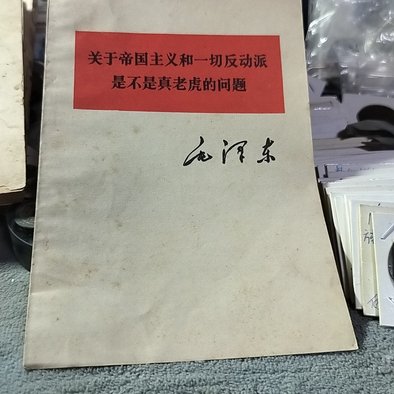 关于帝国主义和一切反动派
是不是真老虎的问题
毛泽东